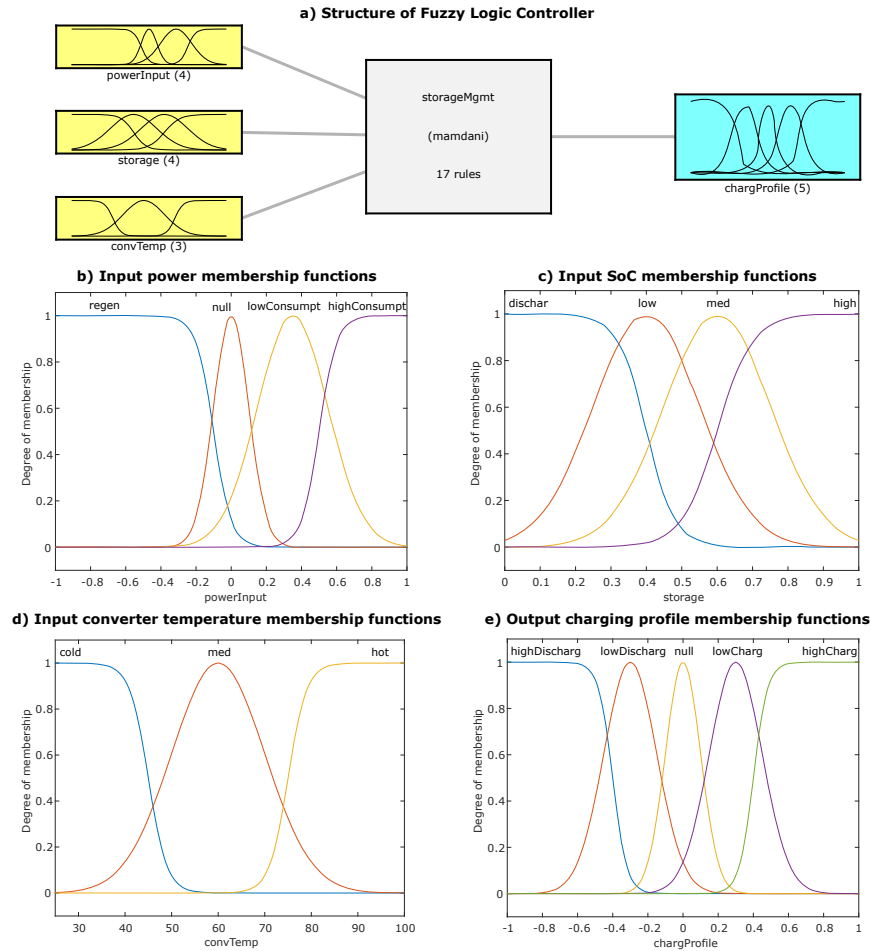 a) Structure of Fuzzy Logic Controller
powerInput (4)
storage (4)
convTemp (3)
storageMgmt
(mamdani)
17 rules
chargProfile (5)
b) Input power membership functions
regen null lowConsumpt highConsumpt
1
0.8
0.6
0.4
0.2
0
Degree of membership
-1 -0.8 -0.6 -0.4 -0.2 0 0.2 0.4 0.6 0.8 1
powerInput
c) Input SoC membership functions
dischar low med high
1
0.8
0.6
0.4
0.2
0
Degree of membership
0 0.1 0.2 0.3 0.4 0.5 0.6 0.7 0.8 0.9 1
storage
d) Input converter temperature membership functions
cold med hot
1
0.8
0.6
0.4
0.2
0
Degree of membership
30 40 50 60 70 80 90 100
convTemp
e) Output charging profile membership functions
highDischarg lowDischarg null lowCharg highCharg
1
0.8
0.6
0.4
0.2
0
Degree of membership
-1 -0.8 -0.6 -0.4 -0.2 0 0.2 0.4 0.6 0.8 1
chargProfile